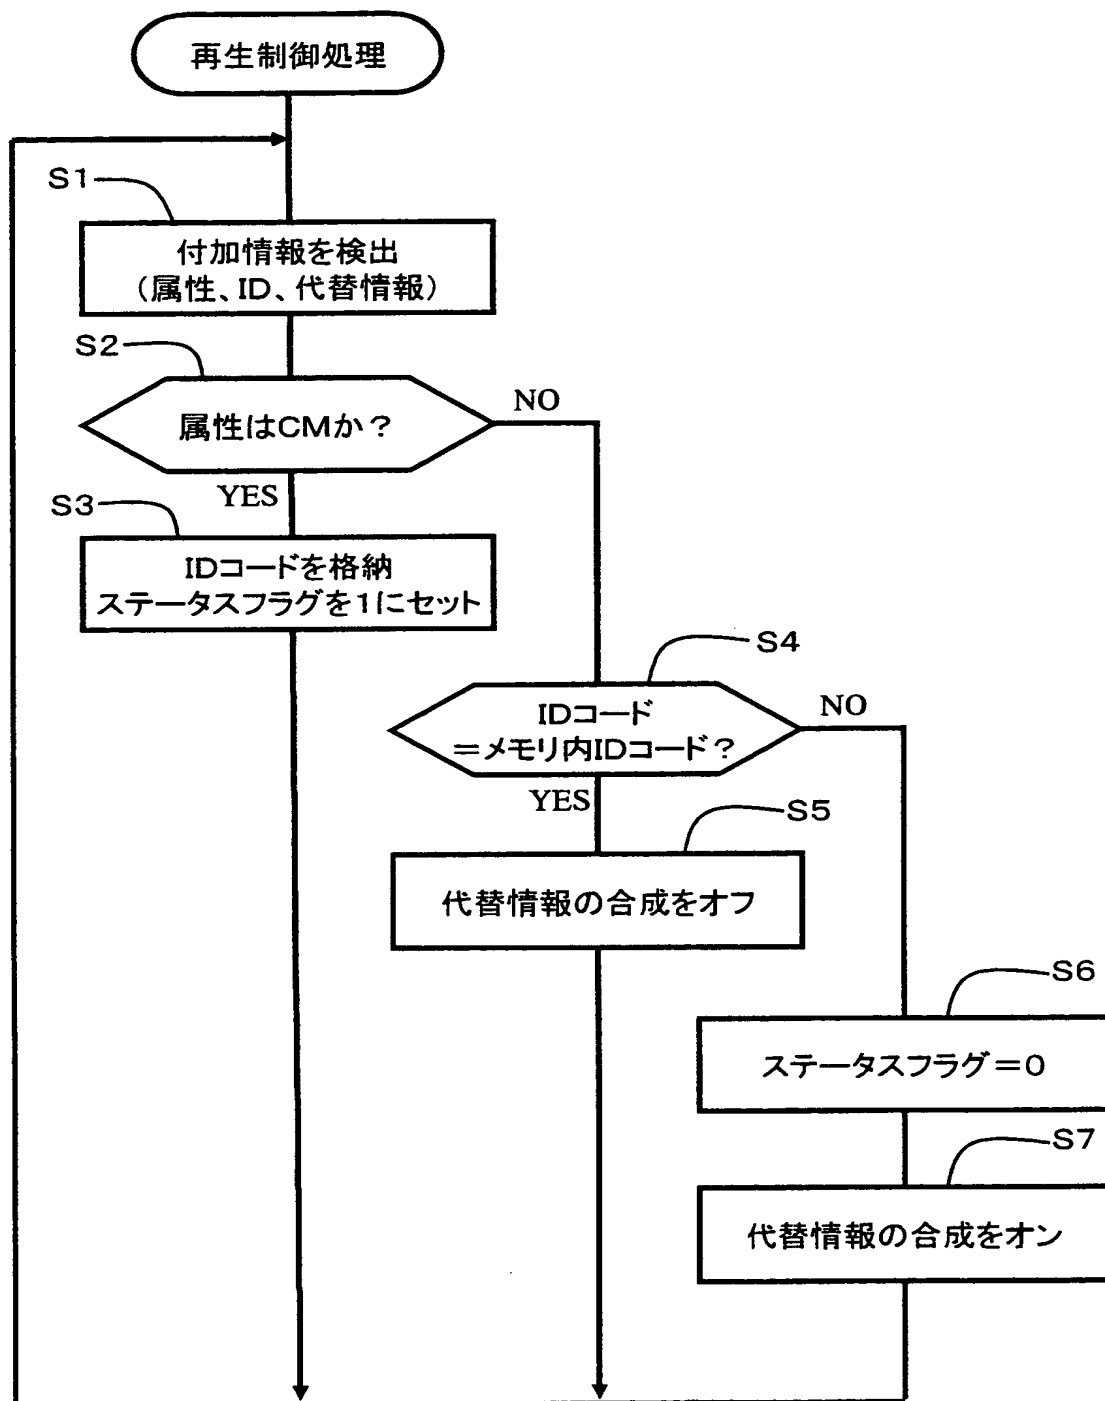 再生制御処理
S1
付加情報を検出
(属性、ID、代替情報)
S2
属性はCMか?
NO
YES
S3
IDコードを格納
ステータスフラグを1にセット
S4
IDコード
=メモリ内IDコード?
NO
YES
S5
代替情報の合成をオフ
S6
ステータスフラグ=0
S7
代替情報の合成をオン